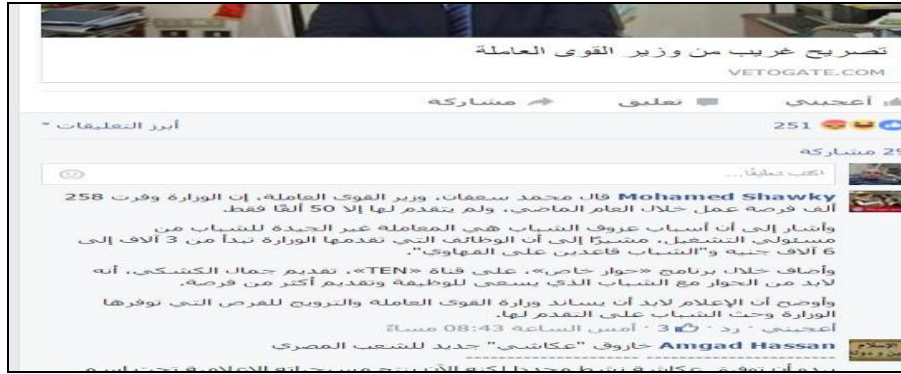 تصريح غريب من وزير القوى العاملة
VETOGATE.COM
أعجبني تعليق مشاركة
251 أبرز التعليقات
29 مشاركة
اكتب تعليقًا...
Mohamed Shawky قال محمد سعفان، وزير القوى العاملة، إن الوزارة وفرت 258
ألف فرصة عمل خلال العام الماضي، ولم يتقدم لها إلا 50 ألفًا فقط.
وأشار إلى أن أسباب عزوف الشباب هي المعاملة غير الجيدة للشباب من
مسئولي التشغيل، مشيرًا إلى أن الوظائف التي تقدمها الوزارة تبدأ من 3 آلاف إلى
6 آلاف جنيه و"الشباب قاعدين على القهاوي".
وأضاف خلال برنامج «حوار خاص»، على قناة «TEN»، تقديم جمال الكشكي، أنه
لابد من الحوار مع الشباب الذي يسعى للوظيفة وتقديم أكثر من فرصة.
وأوضح أن الإعلام لابد أن يساند وزارة القوى العاملة والترويج للفرص التي توفرها
الوزارة وحث الشباب على التقدم لها.
أعجبني · رد · 3 · أمس الساعة 08:43 مساءً
Amgad Hassan خازوق "عكاشي" جديد للشعب المصري
--------------------